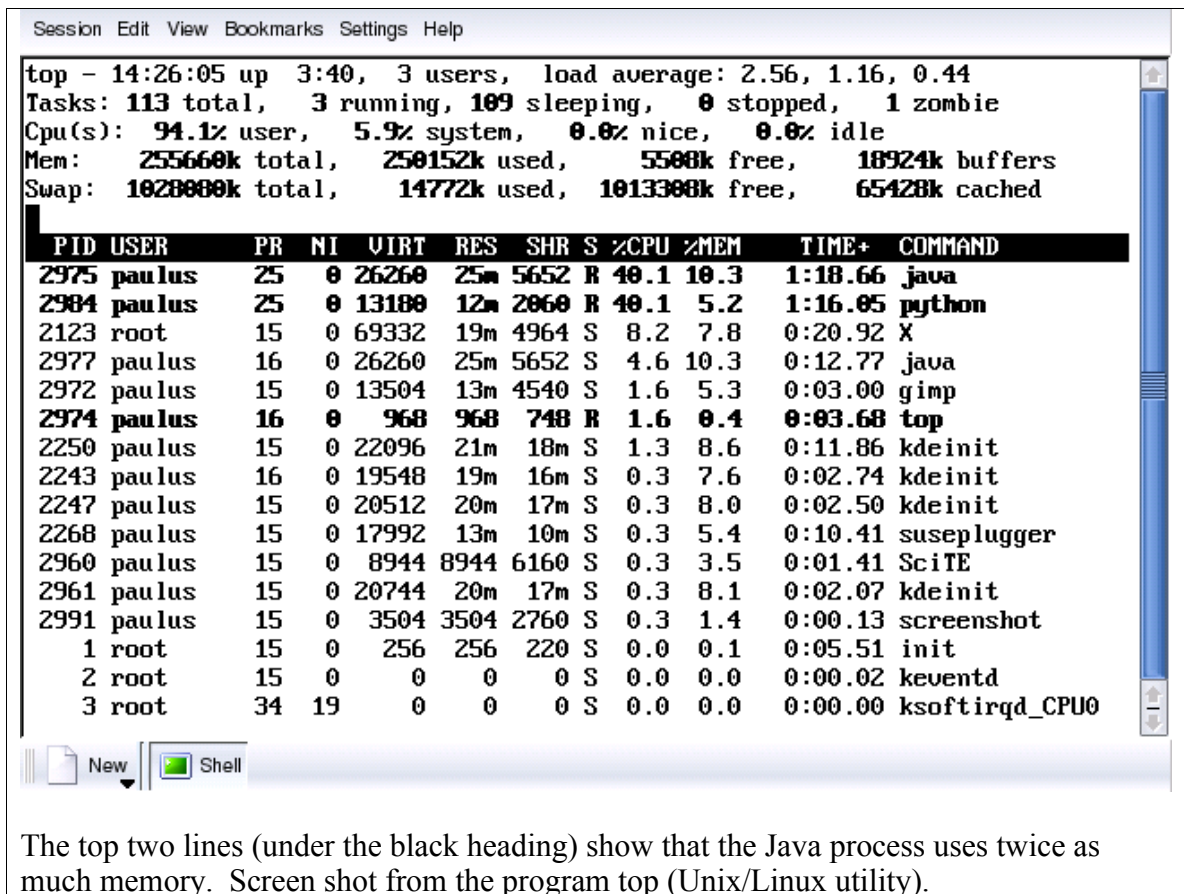 Session Edit View Bookmarks Settings Help
top - 14:26:05 up 3:40, 3 users, load average: 2.56, 1.16, 0.44
Tasks: 113 total, 3 running, 109 sleeping, 0 stopped, 1 zombie
Cpu(s): 94.1% user, 5.9% system, 0.0% nice, 0.0% idle
Mem: 255660k total, 250152k used, 5508k free, 18924k buffers
Swap: 1028080k total, 14772k used, 1013308k free, 65428k cached
PID USER PR NI VIRT RES SHR S %CPU %MEM TIME+ COMMAND
2975 paulus 25 0 26260 25m 5652 R 40.1 10.3 1:18.66 java
2984 paulus 25 0 13180 12m 2060 R 40.1 5.2 1:16.05 python
2123 root 15 0 69332 19m 4964 S 8.2 7.8 0:20.92 X
2977 paulus 16 0 26260 25m 5652 S 4.6 10.3 0:12.77 java
2972 paulus 15 0 13504 13m 4540 S 1.6 5.3 0:03.00 gimp
2974 paulus 16 0 968 968 748 R 1.6 0.4 0:03.68 top
2250 paulus 15 0 22096 21m 18m S 1.3 8.6 0:11.86 kdeinit
2243 paulus 16 0 19548 19m 16m S 0.3 7.6 0:02.74 kdeinit
2247 paulus 15 0 20512 20m 17m S 0.3 8.0 0:02.50 kdeinit
2268 paulus 15 0 17992 13m 10m S 0.3 5.4 0:10.41 suseplugger
2960 paulus 15 0 8944 8944 6160 S 0.3 3.5 0:01.41 SciTE
2961 paulus 15 0 20744 20m 17m S 0.3 8.1 0:02.07 kdeinit
2991 paulus 15 0 3504 3504 2760 S 0.3 1.4 0:00.13 screenshot
1 root 15 0 256 256 220 S 0.0 0.1 0:05.51 init
2 root 15 0 0 0 0 S 0.0 0.0 0:00.02 keventd
3 root 34 19 0 0 0 S 0.0 0.0 0:00.00 ksoftirqd_CPU0
New Shell
The top two lines (under the black heading) show that the Java process uses twice as
much memory. Screen shot from the program top (Unix/Linux utility).